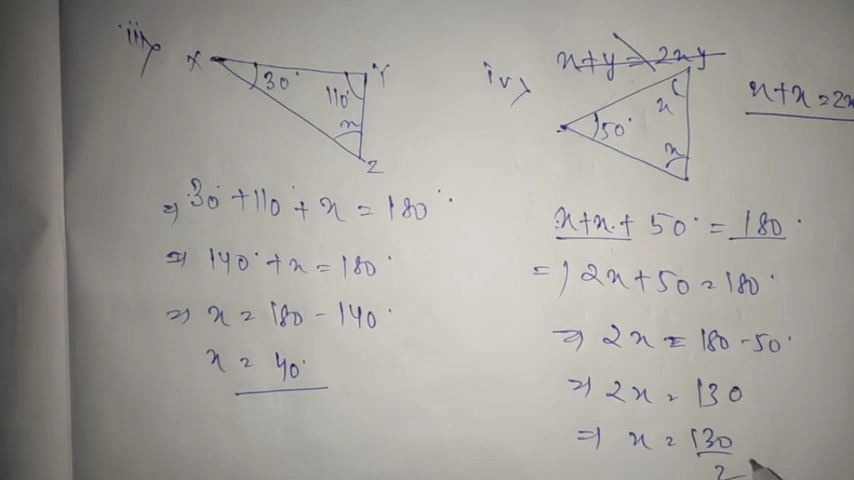 iii)
X 30° Y
110°
x
Z
⇒ 30° + 110° + x = 180°
⇒ 140° + x = 180°
⇒ x = 180 - 140°
x = 40°
iv)
x+y = 2xy
x+x = 2x
x
50°
x
x+x + 50° = 180°
⇒ 2x + 50 = 180°
⇒ 2x = 180 - 50°
⇒ 2x = 130
⇒ x = 130
2